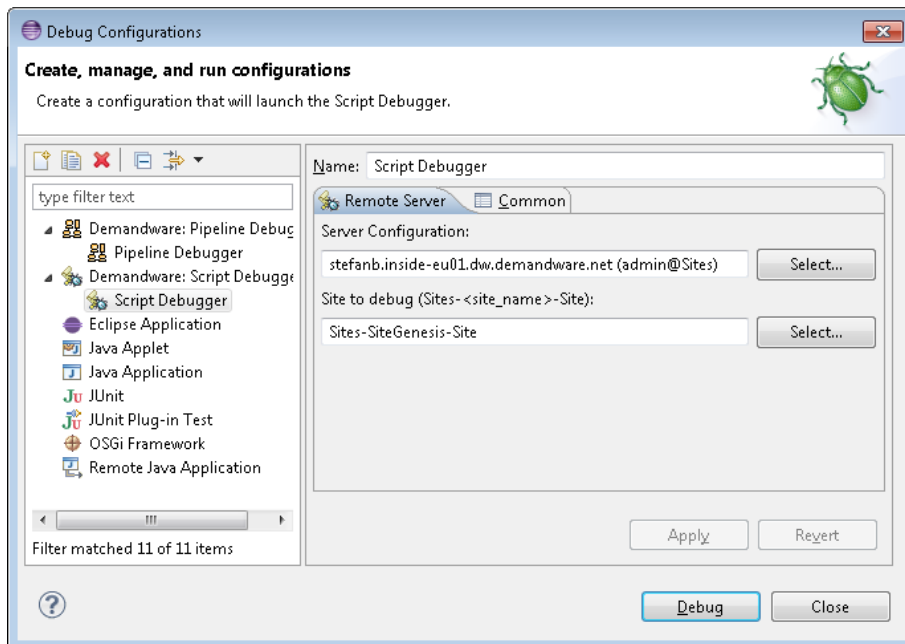 Debug Configurations
Create, manage, and run configurations
Create a configuration that will launch the Script Debugger.
type filter text
Demandware: Pipeline Debug
Pipeline Debugger
Demandware: Script Debugge
Script Debugger
Eclipse Application
Java Applet
Java Application
JUnit
JUnit Plug-in Test
OSGi Framework
Remote Java Application
Filter matched 11 of 11 items
Name: Script Debugger
Remote Server Common
Server Configuration:
stefanb.inside-eu01.dw.demandware.net (admin@Sites) Select...
Site to debug (Sites-<site_name>-Site):
Sites-SiteGenesis-Site Select...
Apply Revert
Debug Close